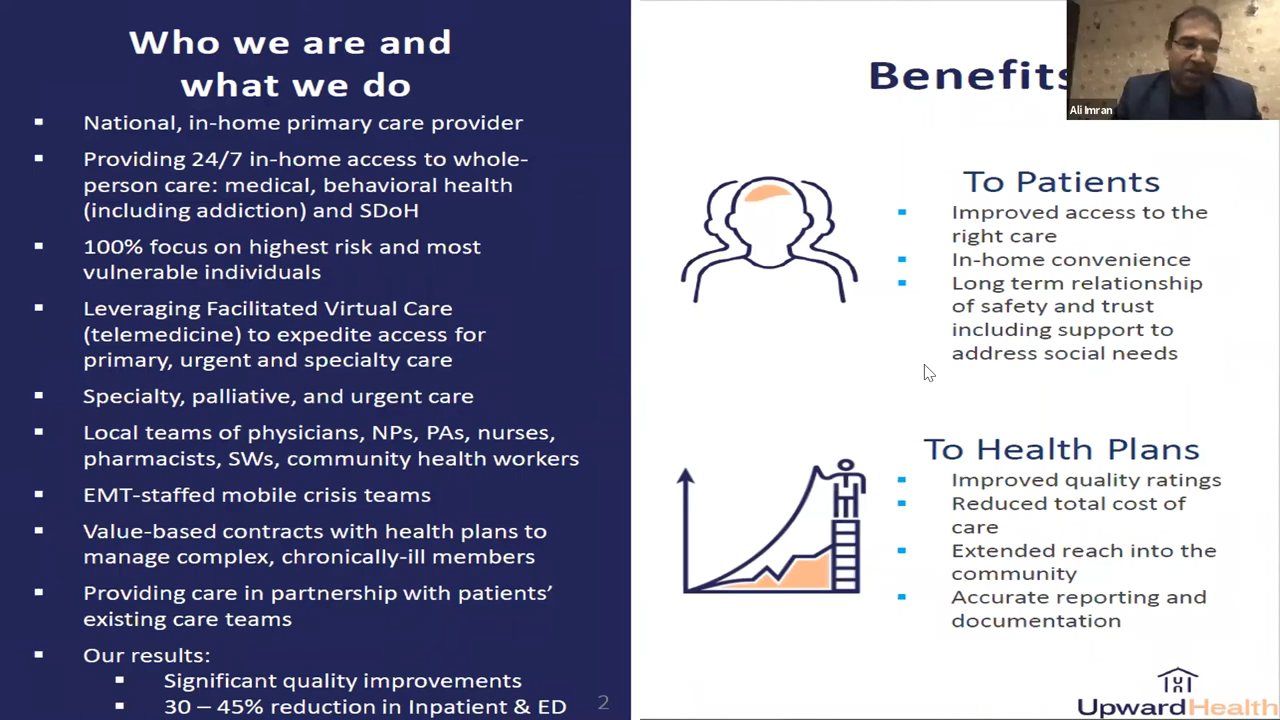 Who we are and
what we do
National, in-home primary care provider
Providing 24/7 in-home access to whole-
person care: medical, behavioral health
(including addiction) and SDoH
100% focus on highest risk and most
vulnerable individuals
Leveraging Facilitated Virtual Care
(telemedicine) to expedite access for
primary, urgent and specialty care
Specialty, palliative, and urgent care
Local teams of physicians, NPs, PAs, nurses,
pharmacists, SWs, community health workers
EMT-staffed mobile crisis teams
Value-based contracts with health plans to
manage complex, chronically-ill members
Providing care in partnership with patients’
existing care teams
Our results:
Significant quality improvements
30 – 45% reduction in Inpatient & ED
2
Benefits
Ali Imran
To Patients
Improved access to the
right care
In-home convenience
Long term relationship
of safety and trust
including support to
address social needs
To Health Plans
Improved quality ratings
Reduced total cost of
care
Extended reach into the
community
Accurate reporting and
documentation
UpwardHealth